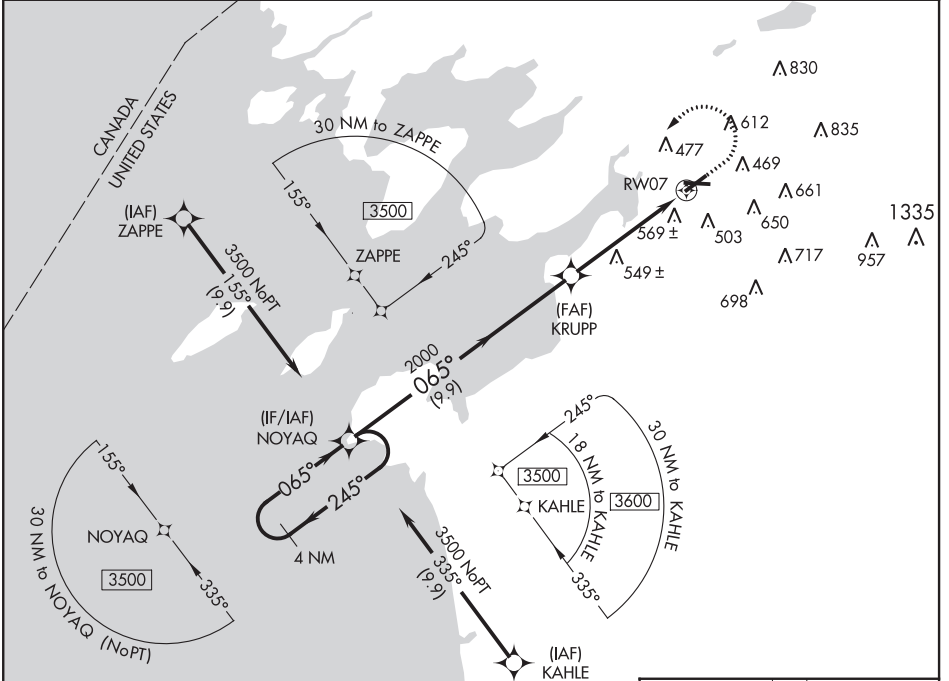 830
CANADA
UNITED STATES
30 NM to ZAPPE
612
835
477
469
155°
RW07
661
(IAF)
ZAPPE
3500
650
1335
569 ±
503
245°
ZAPPE
3500 NoPT
155°
(9.9)
549 ±
717
957
698
(FAF)
KRUPP
2000
065°
(9.9)
(IF/IAF)
NOYAQ
245°
155°
065°
245°
18 NM to KAHLE
30 NM to KAHLE
3500
KAHLE
3600
NOYAQ
4 NM
3500
335°
335°
30 NM to NOYAQ (NoPT)
3500 NoPT
335°
(9.9)
(IAF)
KAHLE